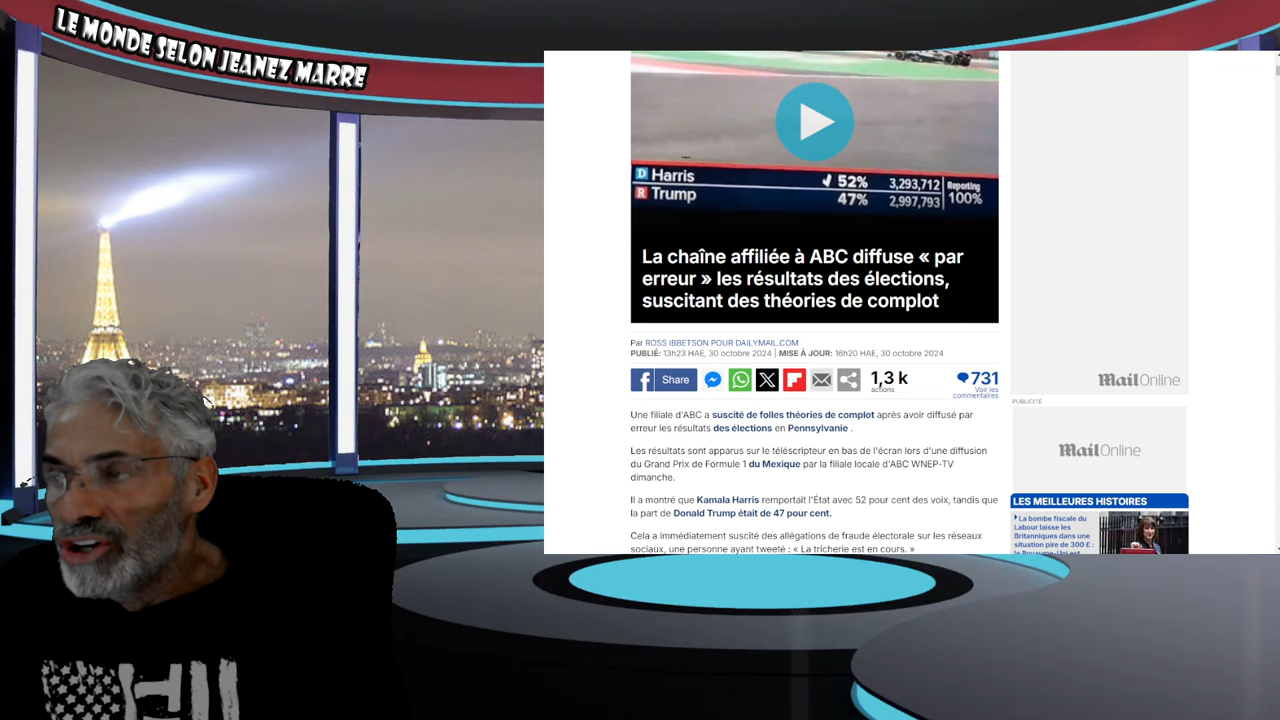 LE MONDE SELON JEANEZ MARRE
D Harris 52% 3,293,712 Reporting
R Trump 47% 2,997,793 100%
La chaîne affiliée à ABC diffuse « par
erreur » les résultats des élections,
suscitant des théories de complot
Par ROSS IBBETSON POUR DAILYMAIL.COM
PUBLIÉ: 13h23 HAE, 30 octobre 2024 | MISE À JOUR: 16h20 HAE, 30 octobre 2024
f Share 1,3 k
actions
731
Voir les
commentaires
Une filiale d'ABC a suscité de folles théories de complot après avoir diffusé par
erreur les résultats des élections en Pennsylvanie .
Les résultats sont apparus sur le téléscripteur en bas de l'écran lors d'une diffusion
du Grand Prix de Formule 1 du Mexique par la filiale locale d'ABC WNEP-TV
dimanche.
Il a montré que Kamala Harris remportait l'État avec 52 pour cent des voix, tandis que
la part de Donald Trump était de 47 pour cent.
Cela a immédiatement suscité des allégations de fraude électorale sur les réseaux
sociaux, une personne ayant tweeté : « La tricherie est en cours. »
MailOnline
PUBLICITÉ
MailOnline
LES MEILLEURES HISTOIRES
La bombe fiscale du
Labour laisse les
Britanniques dans une
situation pire de 300 £ :
le Royaume-Uni est